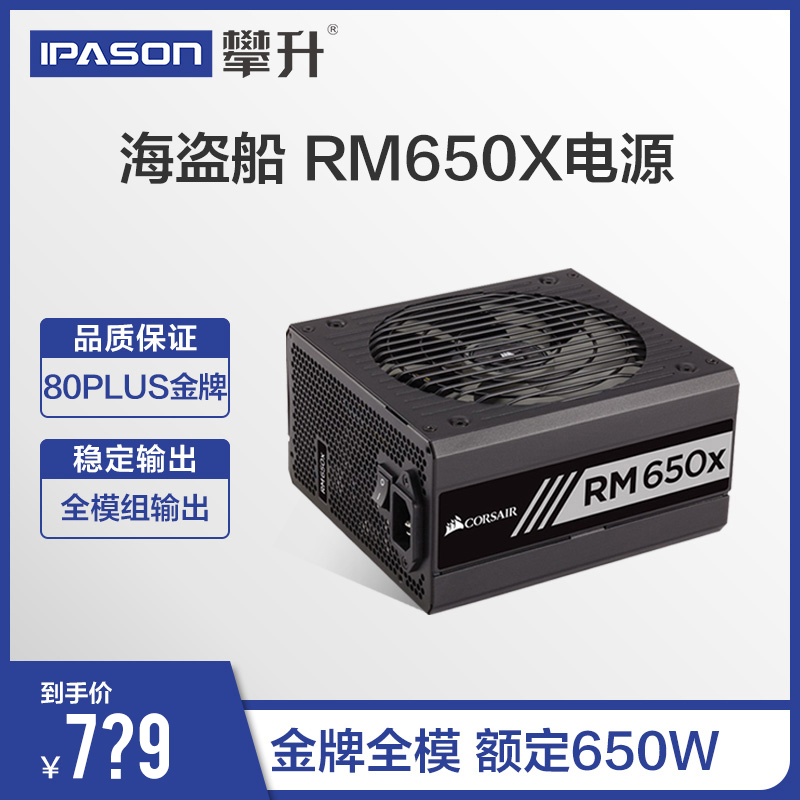 IPASON 攀升®
海盗船 RM650X电源
品质保证
80PLUS金牌
稳定输出
全模组输出
RM650X
CORSAIR
RM650x
到手价
¥7?9
金牌全模 额定650W